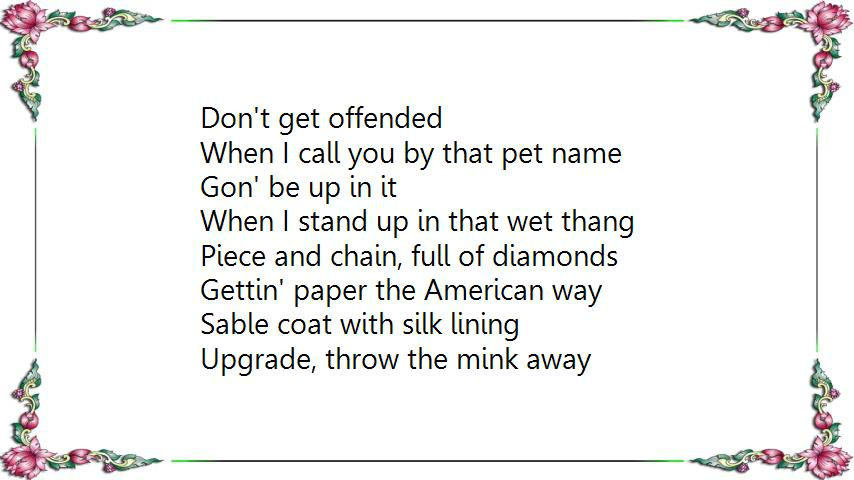 Don't get offended
When I call you by that pet name
Gon' be up in it
When I stand up in that wet thang
Piece and chain, full of diamonds
Gettin' paper the American way
Sable coat with silk lining
Upgrade, throw the mink away